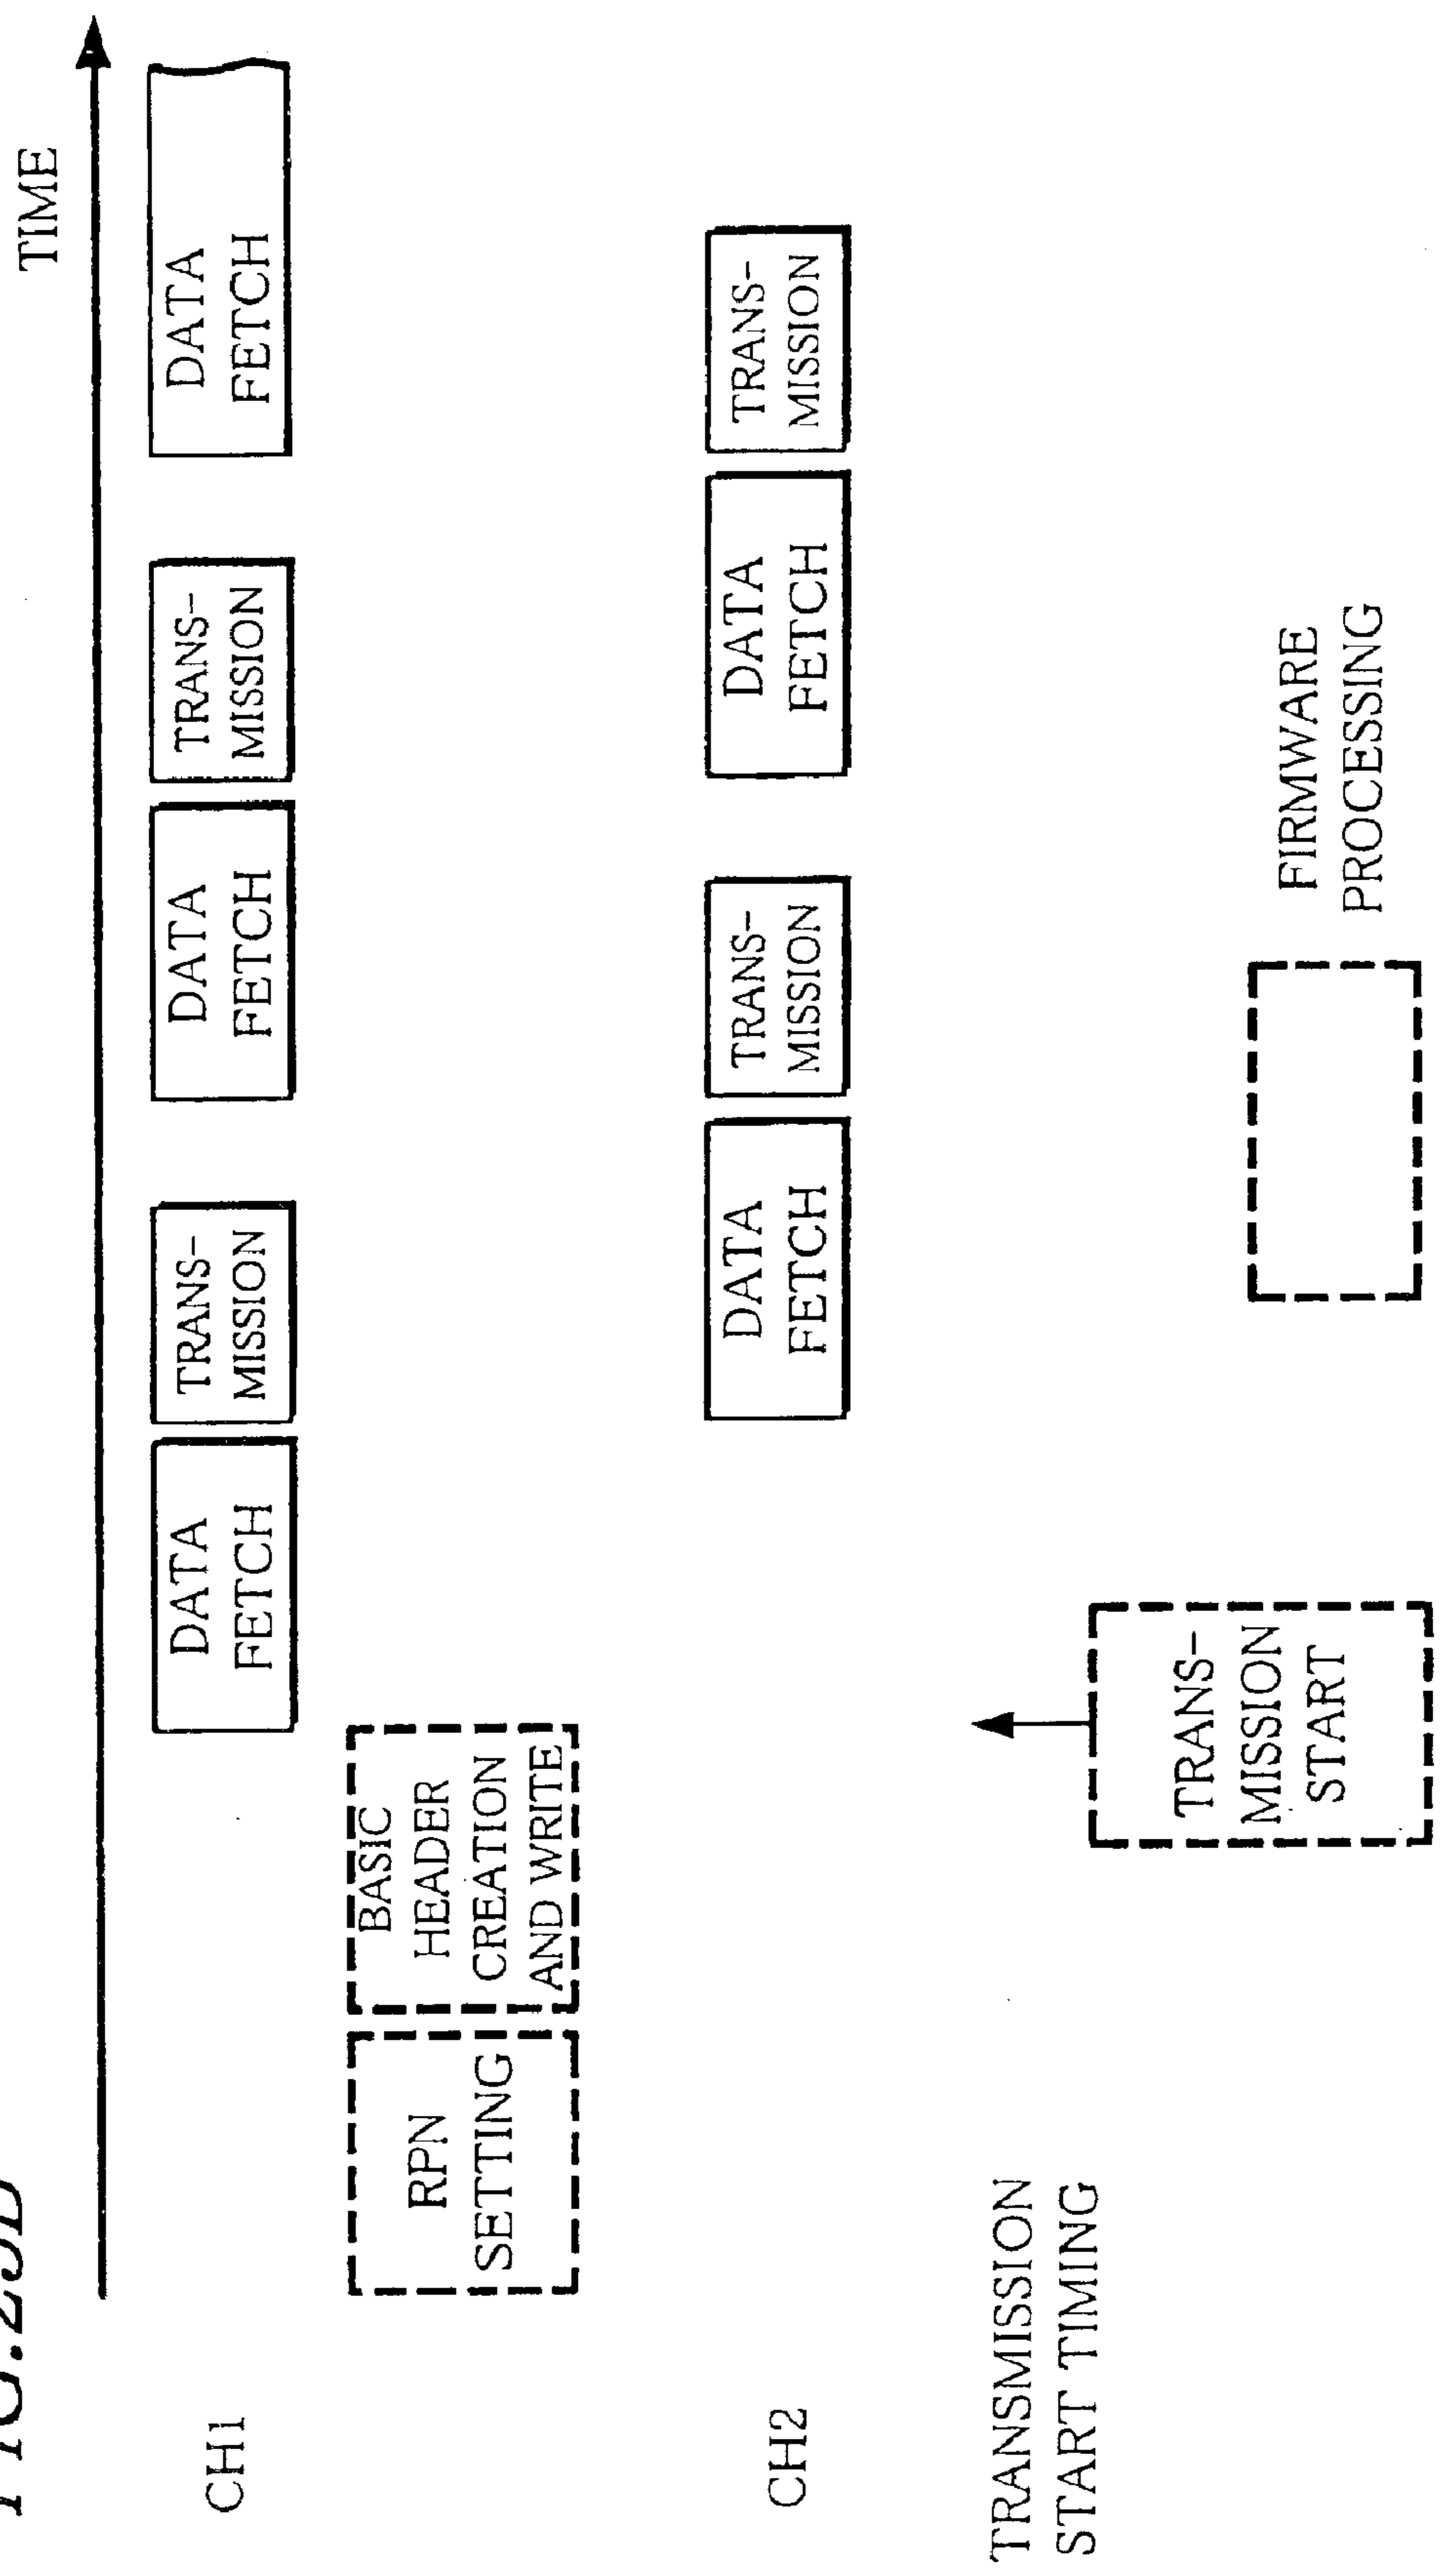 TIME
CH1
DATA
FETCH
TRANS-
MISSION
DATA
FETCH
TRANS-
MISSION
DATA
FETCH
RPN
SETTING
BASIC
HEADER
CREATION
AND WRITE
CH2
DATA
FETCH
TRANS-
MISSION
DATA
FETCH
TRANS-
MISSION
TRANSMISSION
START TIMING
TRANS-
MISSION
START
FIRMWARE
PROCESSING